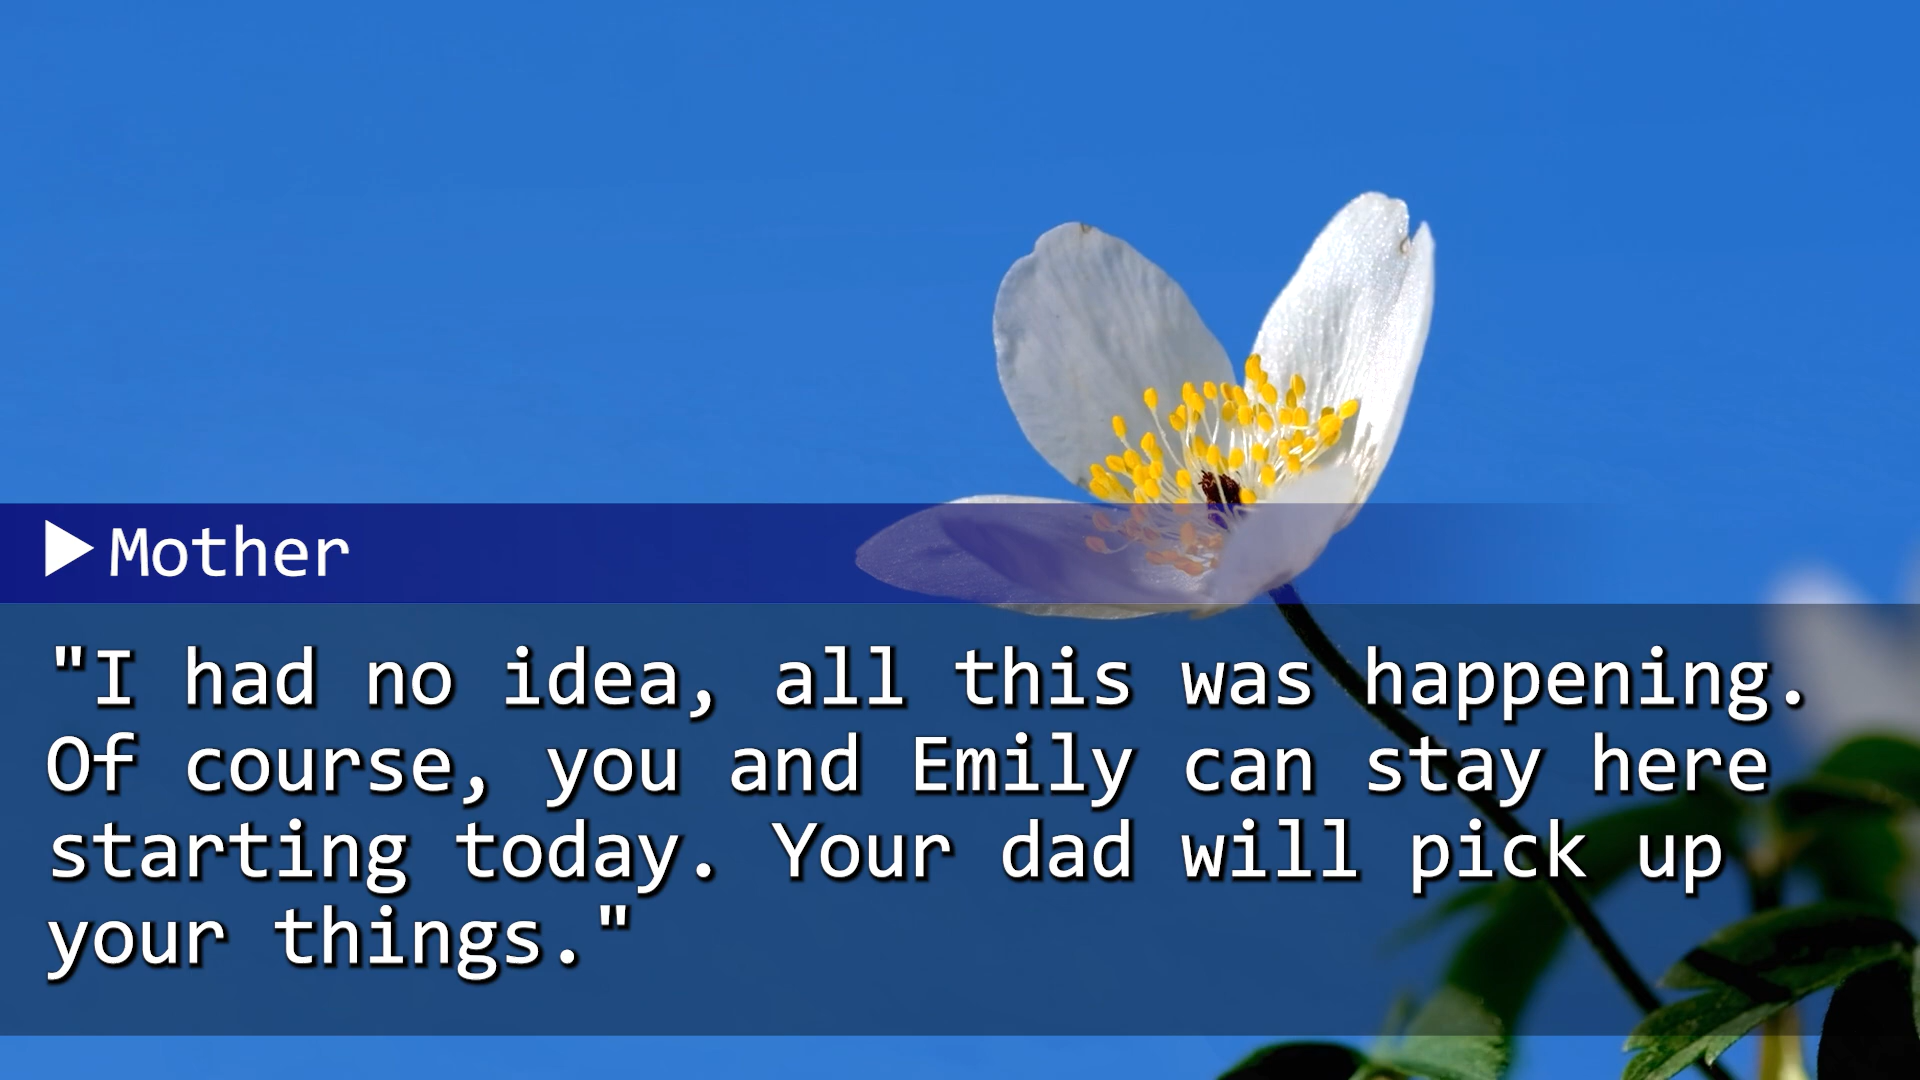 Mother
"I had no idea, all this was happening.
Of course, you and Emily can stay here
starting today. Your dad will pick up
your things."